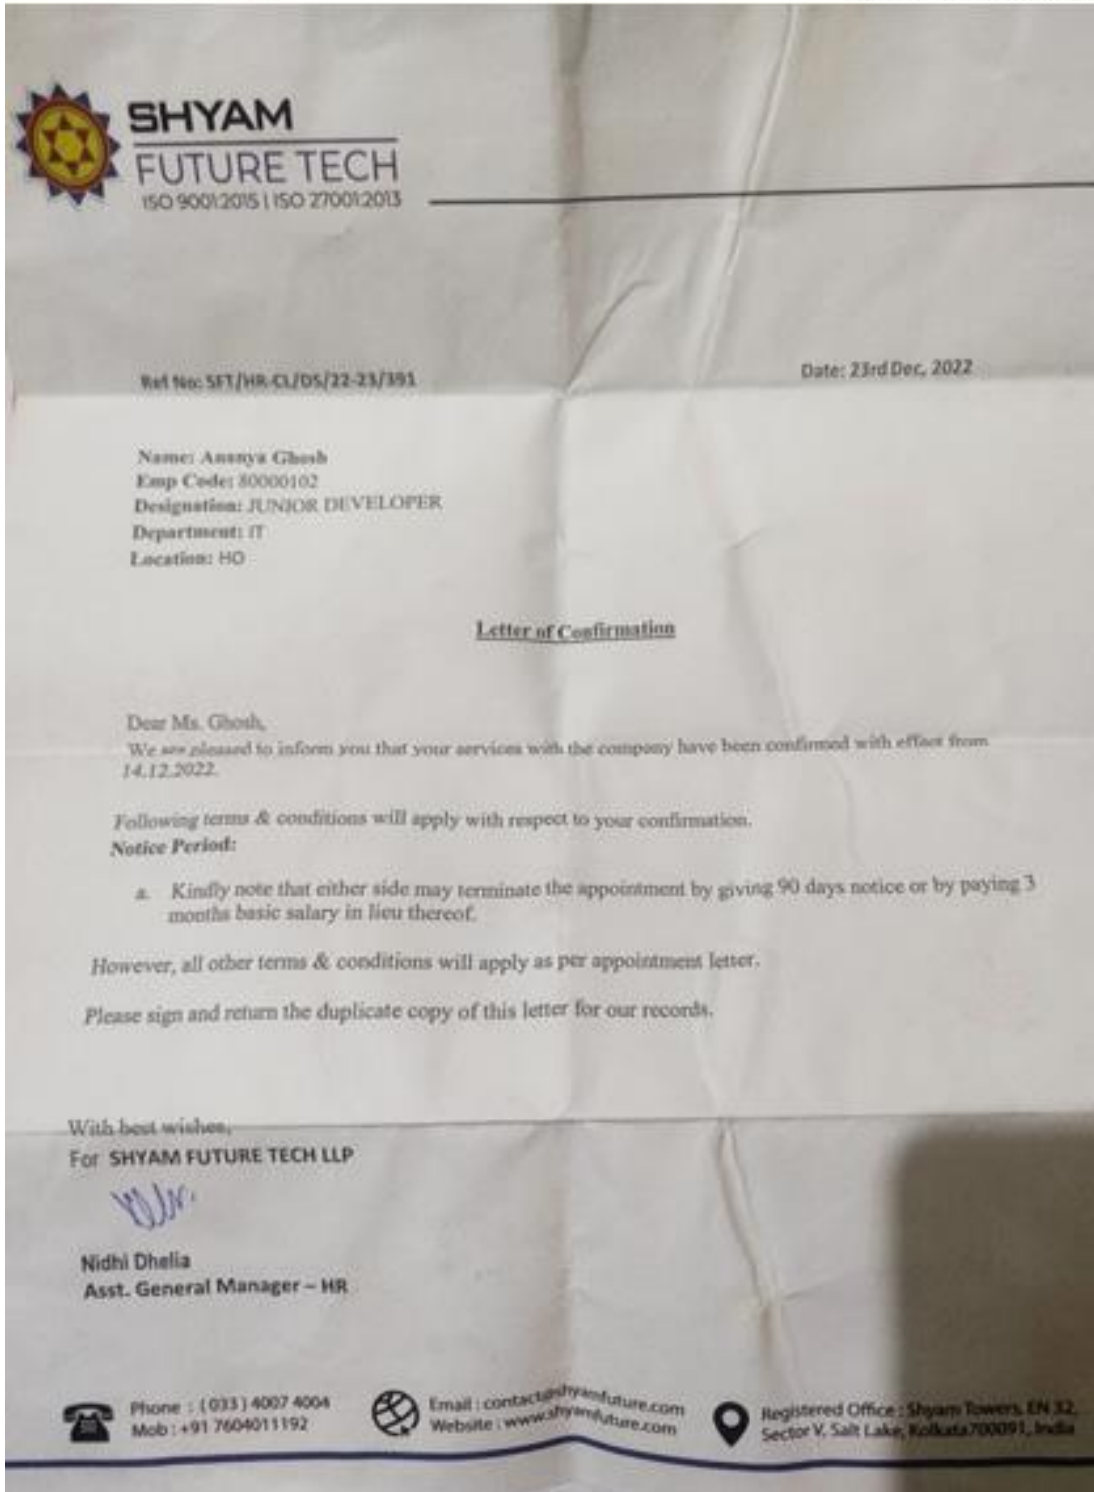 SHYAM
FUTURE TECH
ISO 9001:2015 | ISO 27001:2013
Ref No: SFT/HR-CL/DS/22-23/391
Date: 23rd Dec, 2022
Name: Ananya Ghosh
Emp Code: 80000102
Designation: JUNIOR DEVELOPER
Department: IT
Location: HO
Letter of Confirmation
Dear Ms. Ghosh,
We are pleased to inform you that your services with the company have been confirmed with effect from
14.12.2022.
Following terms & conditions will apply with respect to your confirmation.
Notice Period:
a. Kindly note that either side may terminate the appointment by giving 90 days notice or by paying 3
months basic salary in lieu thereof.
However, all other terms & conditions will apply as per appointment letter.
Please sign and return the duplicate copy of this letter for our records.
With best wishes,
For SHYAM FUTURE TECH LLP
Nidhi Dhelia
Asst. General Manager – HR
Phone : (033) 4007 4004
Mob : +91 7604011192
Email : contact@shyamfuture.com
Website : www.shyamfuture.com
Registered Office : Shyam Towers, EN 32,
Sector V, Salt Lake, Kolkata 700091, India